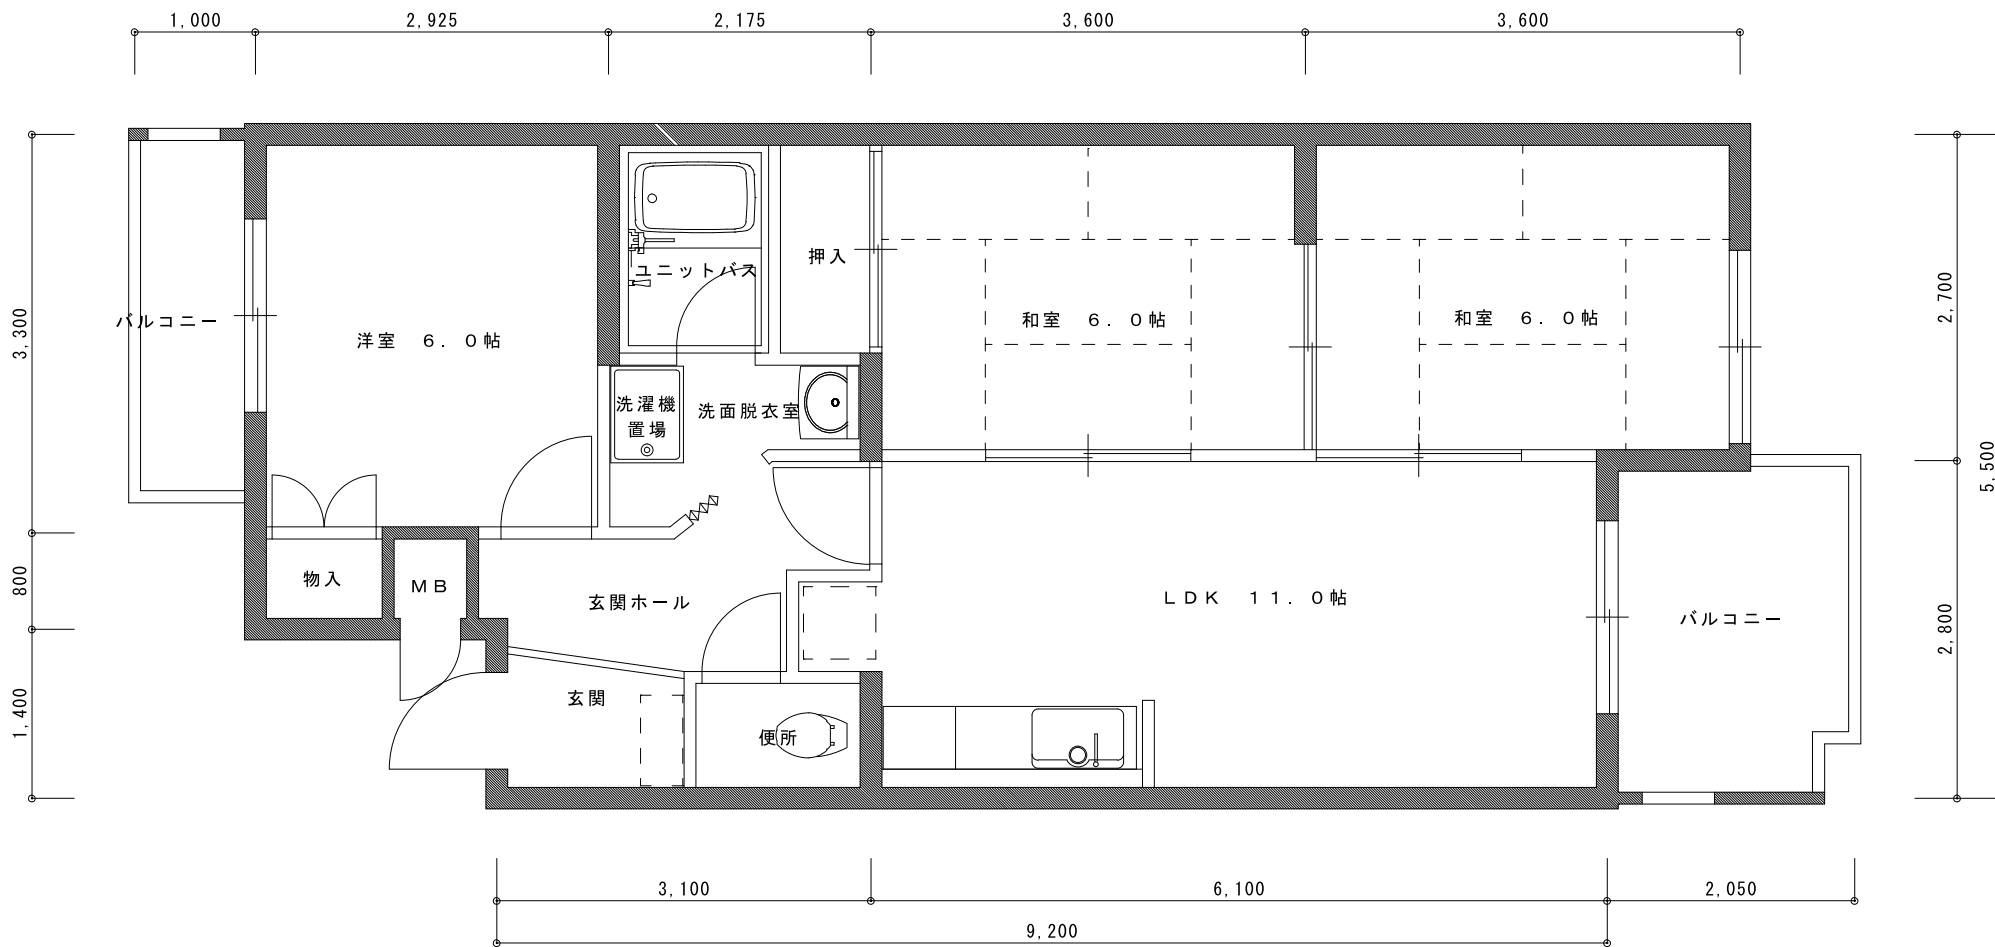 1,000
2,925
2,175
3,600
3,600
3,300
800
1,400
バルコニー
洋室 6.0帖
ユニットバス
押入
和室 6.0帖
和室 6.0帖
洗濯機
置場
洗面脱衣室
物入
MB
玄関ホール
LDK 11.0帖
バルコニー
玄関
便所
2,700
5,500
2,800
3,100
6,100
2,050
9,200